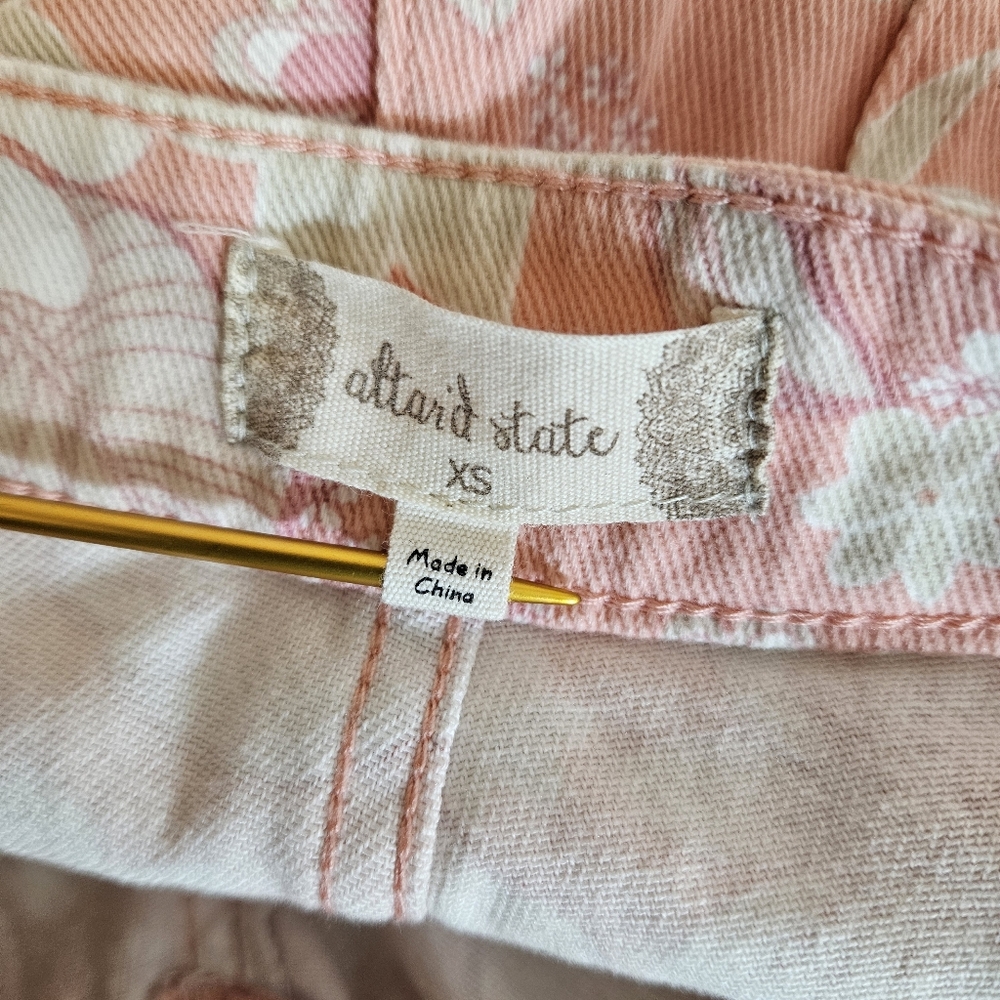 altar'd state
XS
Made in
China